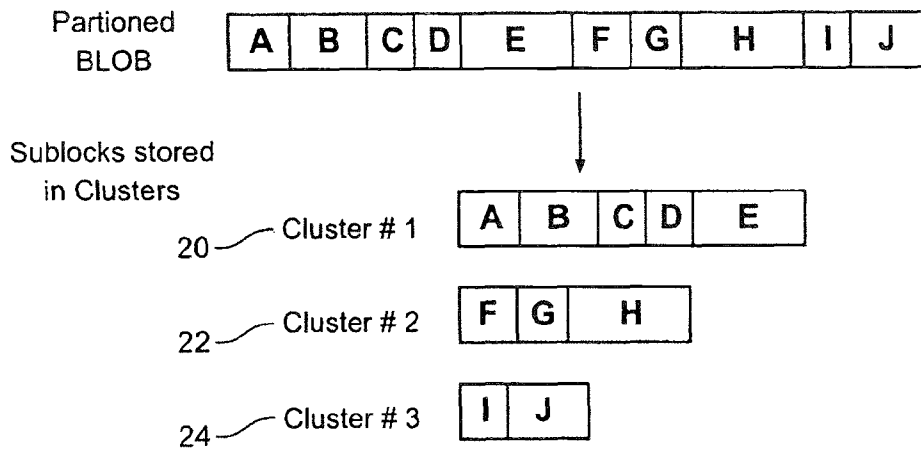 Partioned
BLOB
A B C D E F G H I J
Sublocks stored
in Clusters
20 Cluster # 1 A B C D E
22 Cluster # 2 F G H
24 Cluster # 3 I J